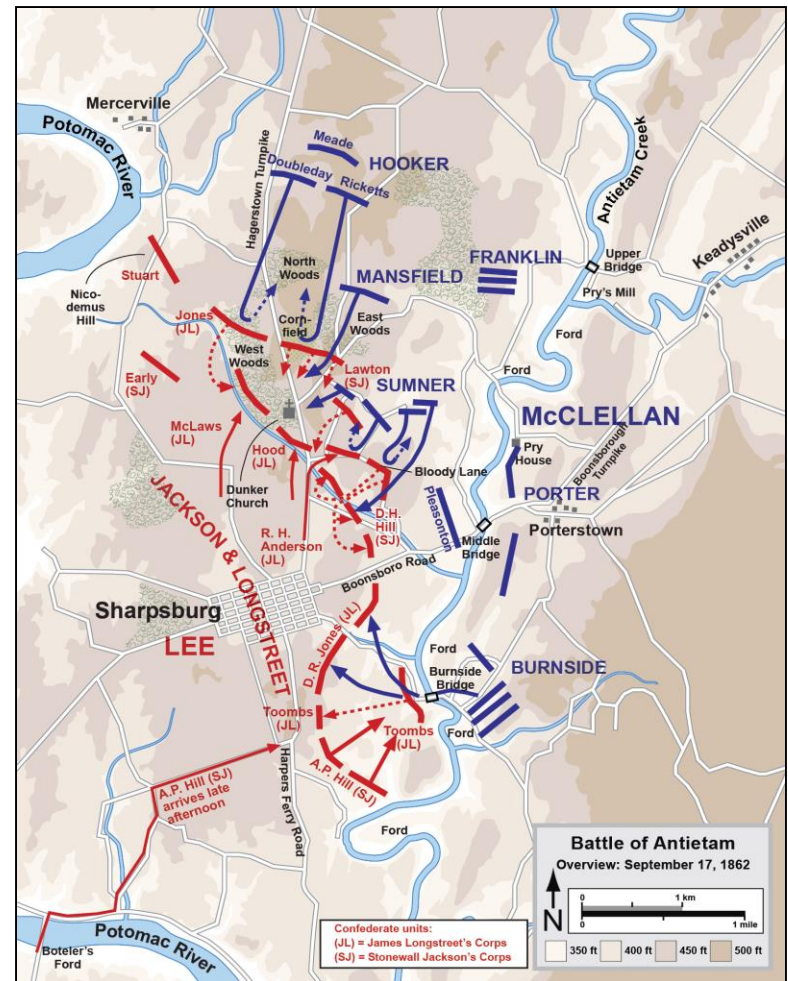 Mercerville
Potomac River
Hagerstown Turnpike
Meade
HOOKER
Doubleday
Ricketts
Antietam Creek
Keadysville
Upper
Bridge
Pry's Mill
FRANKLIN
North
Woods
MANSFIELD
Stuart
Nico-
demus
Hill
Jones
(JL)
Corn-
field
East
Woods
Ford
Ford
West
Woods
Early
(SJ)
Lawton
(SJ)
SUMNER
McCLELLAN
McLaws
(JL)
Hood
(JL)
Pry
House
Boonsborough
Turnpike
Bloody Lane
Dunker
Church
PORTER
Pleasonton
Porterstown
D.H.
Hill
(SJ)
R. H.
Anderson
(JL)
Middle
Bridge
JACKSON & LONGSTREET
Boonsboro Road
Sharpsburg
LEE
D. R. Jones (JL)
Ford
Burnside
Bridge
BURNSIDE
Toombs
(JL)
Toombs
(JL)
Ford
A.P. Hill (SJ)
A.P. Hill (SJ)
arrives late
afternoon
Harpers Ferry Road
Ford
Battle of Antietam
Overview: September 17, 1862
N
0 1 km
0 1 mile
350 ft 400 ft 450 ft 500 ft
Confederate units:
(JL) = James Longstreet's Corps
(SJ) = Stonewall Jackson's Corps
Potomac River
Boteler's
Ford